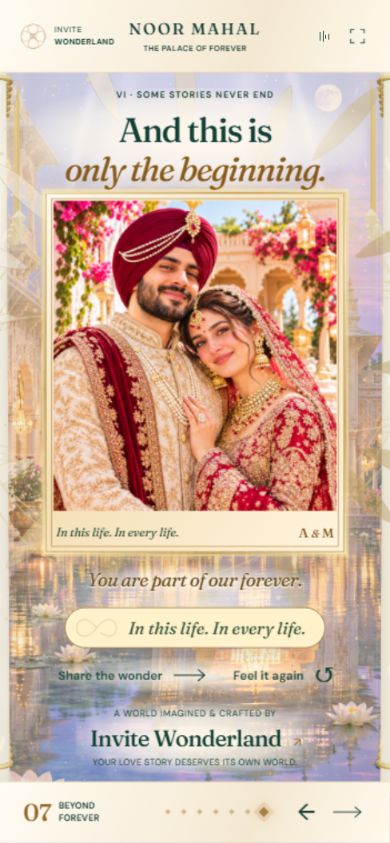 INVITE
WONDERLAND
NOOR MAHAL
THE PALACE OF FOREVER
VI · SOME STORIES NEVER END
And this is
only the beginning.
In this life. In every life.
A & M
You are part of our forever.
In this life. In every life.
Share the wonder
Feel it again
A WORLD IMAGINED & CRAFTED BY
Invite Wonderland
YOUR LOVE STORY DESERVES ITS OWN WORLD.
07
BEYOND
FOREVER